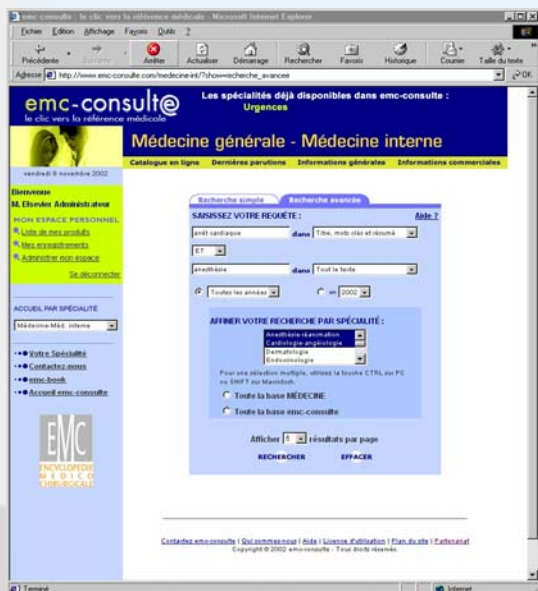 emc-consulte : le clic vers la référence médicale - Microsoft Internet Explorer
Fichier Edition Affichage Favoris Outils ?
Précédente Suivante Arrêter Actualiser Démarrage Rechercher Favoris Historique Courrier Taille du texte
Adresse http://www.emc-consulte.com/medecine-int/?show=recherche_avancee OK
emc-consulte
le clic vers la référence médicale
Les spécialités déjà disponibles dans emc-consulte :
Urgences
Médecine générale - Médecine interne
Catalogue en ligne Dernières parutions Informations générales Informations commerciales
vendredi 8 novembre 2002
Bienvenue
M. Elsevier Administrateur
MON ESPACE PERSONNEL
Liste de mes produits
Mes enregistrements
Administrer mon espace
Se déconnecter
ACCUEIL PAR SPÉCIALITÉ
Médecine-Méd. interne
Votre Spécialité
Contactez-nous
emc-book
Accueil emc-consulte
EMC
ENCYCLOPÉDIE
MÉDICO
CHIRURGICALE
Recherche simple Recherche avancée
SAISISSEZ VOTRE REQUÊTE : Aide ?
arrêt cardiaque dans Titre, mots clés et résumé
ET
anesthésie dans Tout le texte
Toutes les années en 2002
AFFINER VOTRE RECHERCHE PAR SPÉCIALITÉ :
Anesthésie-réanimation
Cardiologie-angéiologie
Dermatologie
Endocrinologie
Pour une sélection multiple, utilisez la touche CTRL sur PC
ou SHIFT sur Macintosh.
Toute la base MÉDECINE
Toute la base emc-consulte
Afficher 5 résultats par page
RECHERCHER EFFACER
Contactez emc-consulte | Qui sommes-nous | Aide | License d'utilisation | Plan du site | Partenariat
Copyright © 2002 emc-consulte - Tous droits réservés.
Terminé Internet